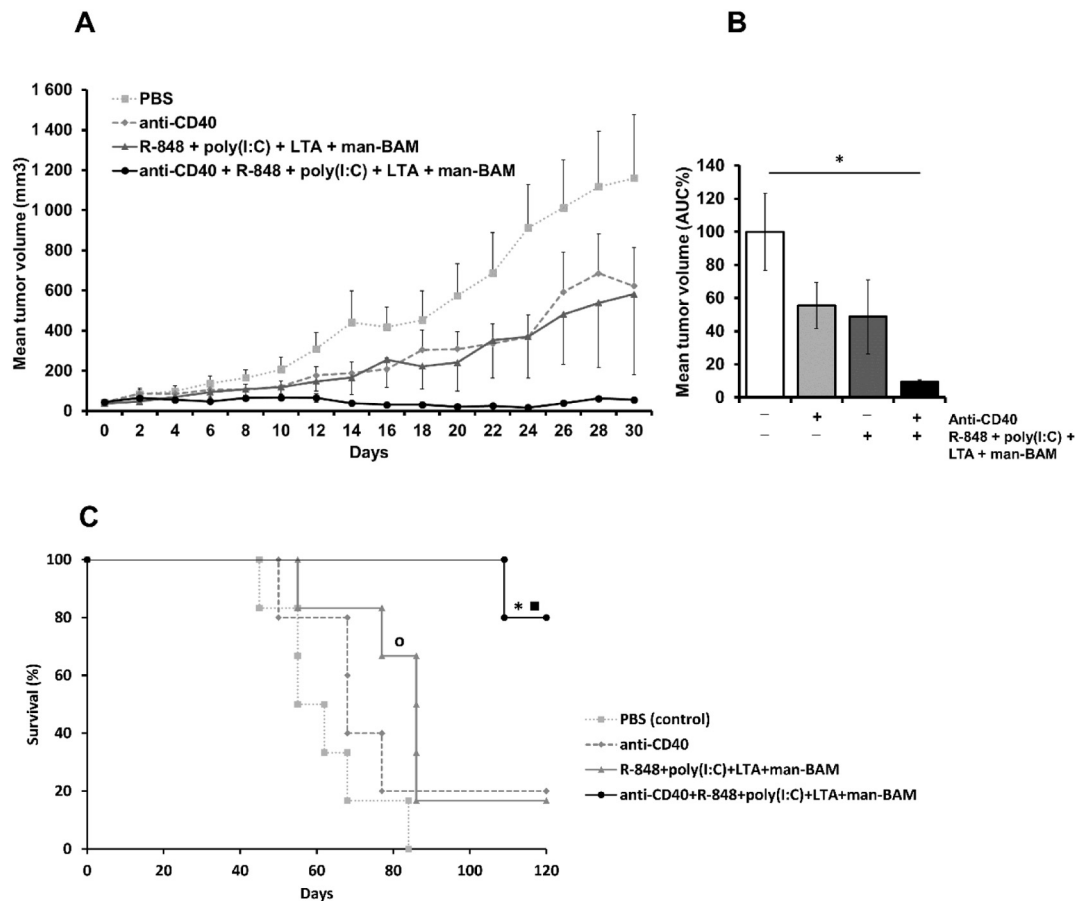 A
B
1 600
1 400
1 200
1 000
800
600
400
200
0
Mean tumor volume (mm3)
PBS
anti-CD40
R-848 + poly(I:C) + LTA + man-BAM
anti-CD40 + R-848 + poly(I:C) + LTA + man-BAM
0 2 4 6 8 10 12 14 16 18 20 22 24 26 28 30
Days
140
120
100
80
60
40
20
0
Mean tumor volume (AUC%)
*
– + – + Anti-CD40
– – + + R-848 + poly(I:C) +
LTA + man-BAM
C
100
80
60
40
20
0
Survival (%)
o
* ■
0 20 40 60 80 100 120
Days
PBS (control)
anti-CD40
R-848+poly(I:C)+LTA+man-BAM
anti-CD40+R-848+poly(I:C)+LTA+man-BAM